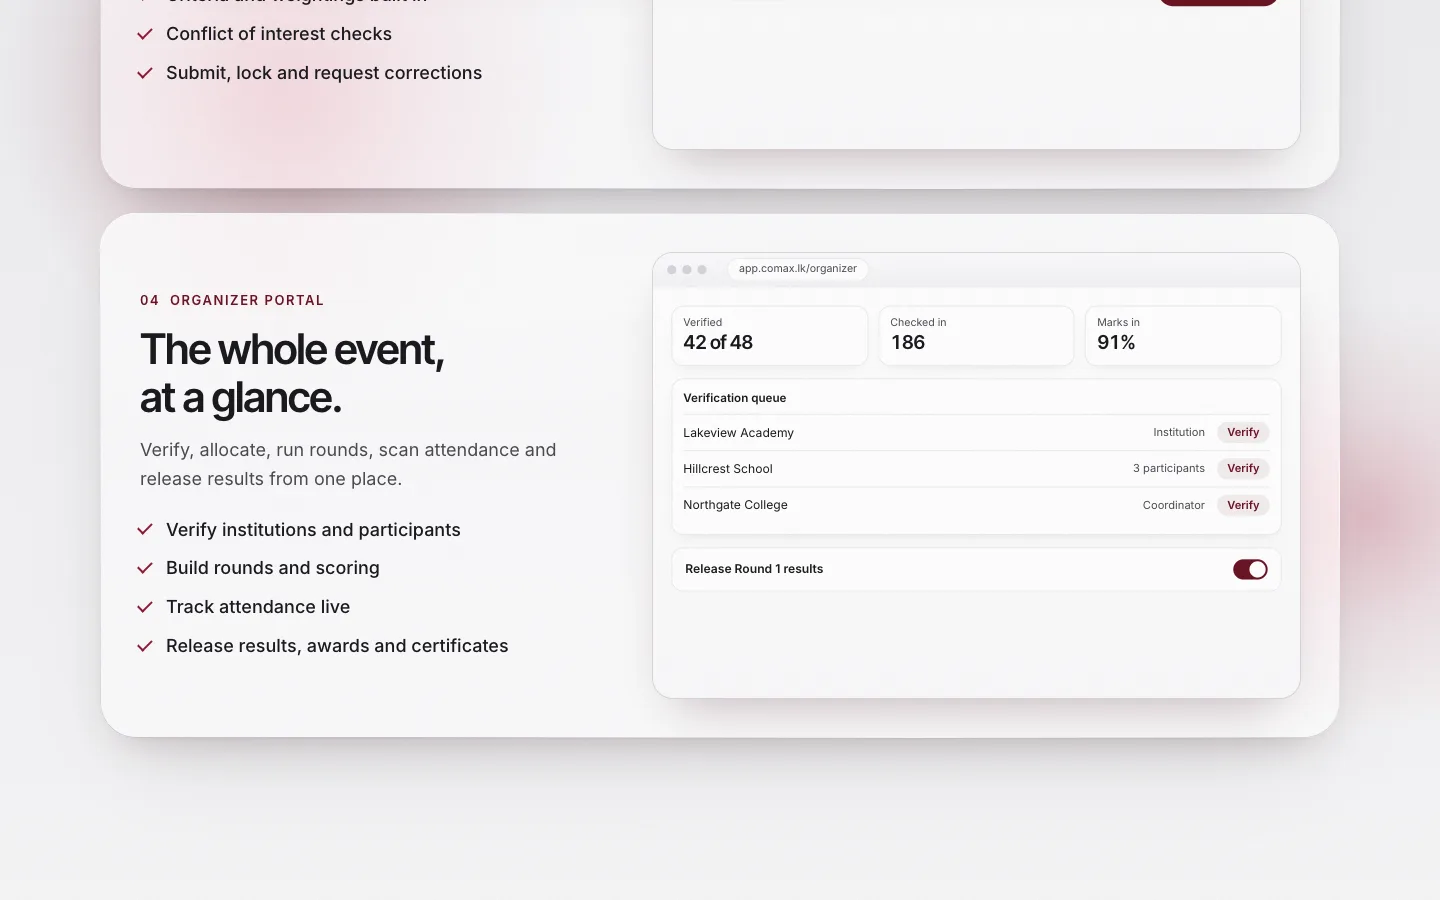 Conflict of interest checks
Submit, lock and request corrections
04 ORGANIZER PORTAL
The whole event,
at a glance.
Verify, allocate, run rounds, scan attendance and
release results from one place.
Verify institutions and participants
Build rounds and scoring
Track attendance live
Release results, awards and certificates
app.comax.lk/organizer
Verified
42 of 48
Checked in
186
Marks in
91%
Verification queue
Lakeview Academy Institution Verify
Hillcrest School 3 participants Verify
Northgate College Coordinator Verify
Release Round 1 results